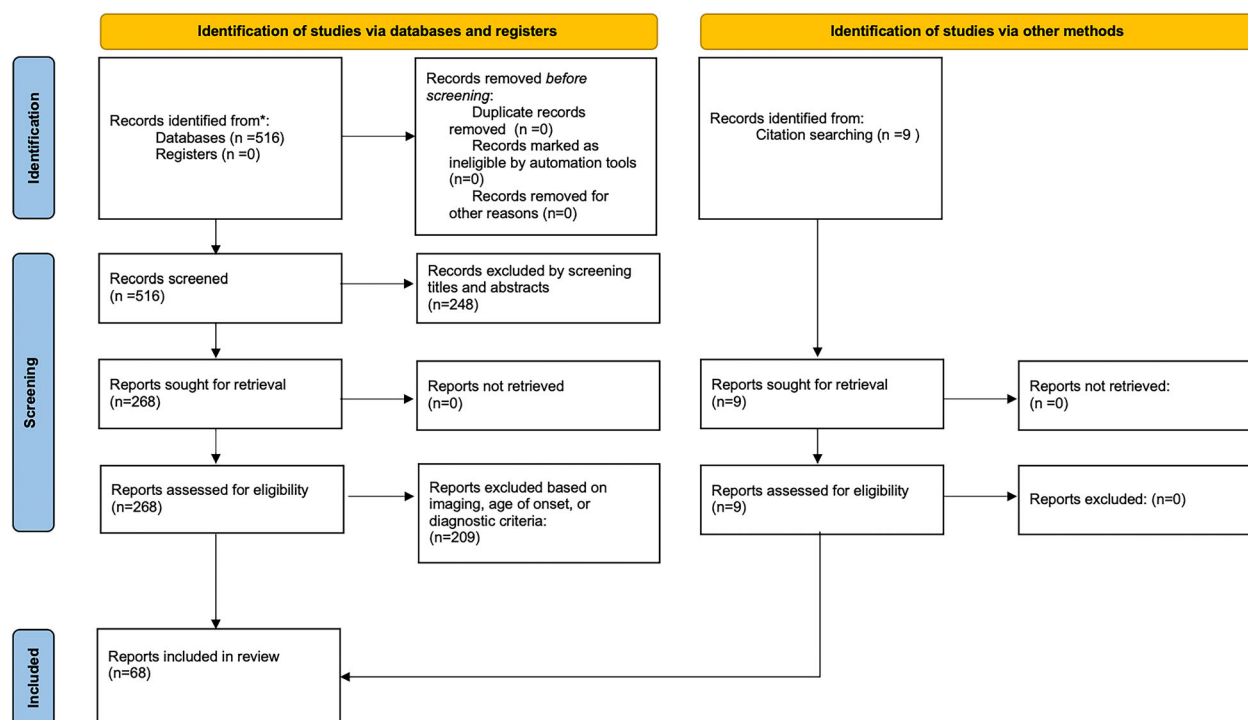 Identification of studies via databases and registers
Identification of studies via other methods
Identification
Records identified from*:
Databases (n =516)
Registers (n =0)
Records removed before
screening:
Duplicate records
removed (n =0)
Records marked as
ineligible by automation tools
(n=0)
Records removed for
other reasons (n=0)
Records identified from:
Citation searching (n =9 )
Screening
Records screened
(n =516)
Records excluded by screening
titles and abstracts
(n=248)
Reports sought for retrieval
(n=268)
Reports not retrieved
(n=0)
Reports sought for retrieval
(n=9)
Reports not retrieved:
(n =0)
Reports assessed for eligibility
(n=268)
Reports excluded based on
imaging, age of onset, or
diagnostic criteria:
(n=209)
Reports assessed for eligibility
(n=9)
Reports excluded: (n=0)
Included
Reports included in review
(n=68)